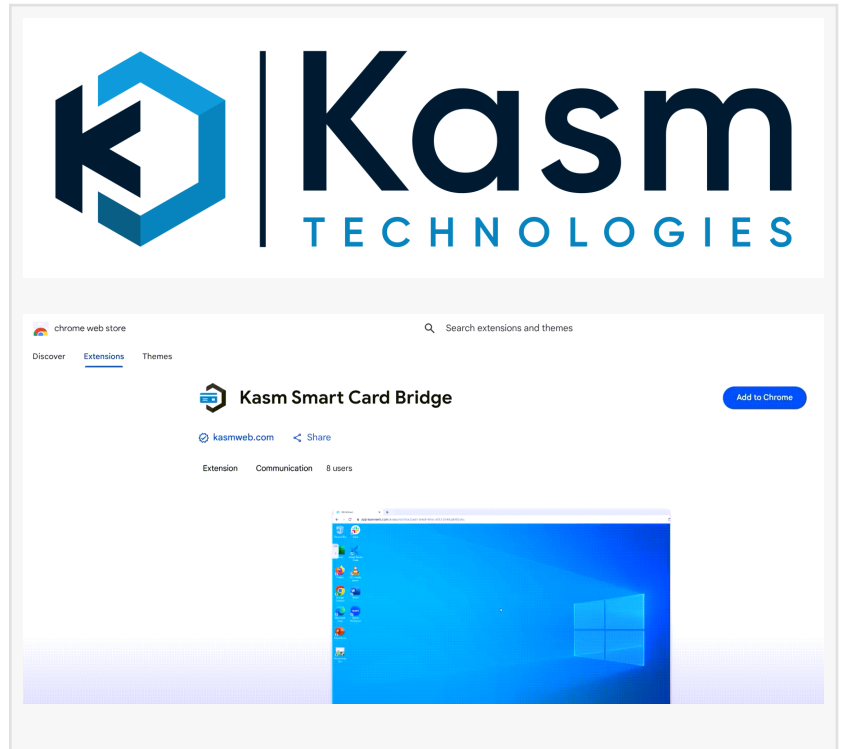 Kasm
TECHNOLOGIES
chrome web store
Search extensions and themes
Discover Extensions Themes
Kasm Smart Card Bridge
Add to Chrome
kasmweb.com Share
Extension Communication 8 users